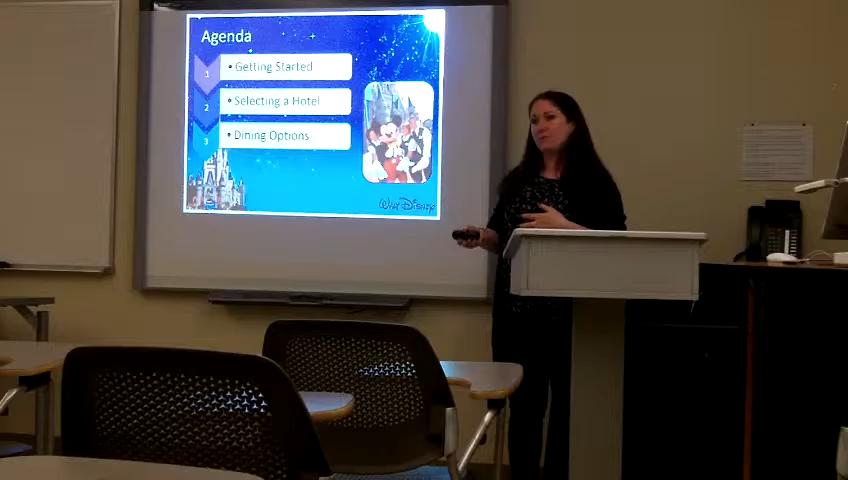 Agenda
1 • Getting Started
2 • Selecting a Hotel
3 • Dining Options
Walt Disney